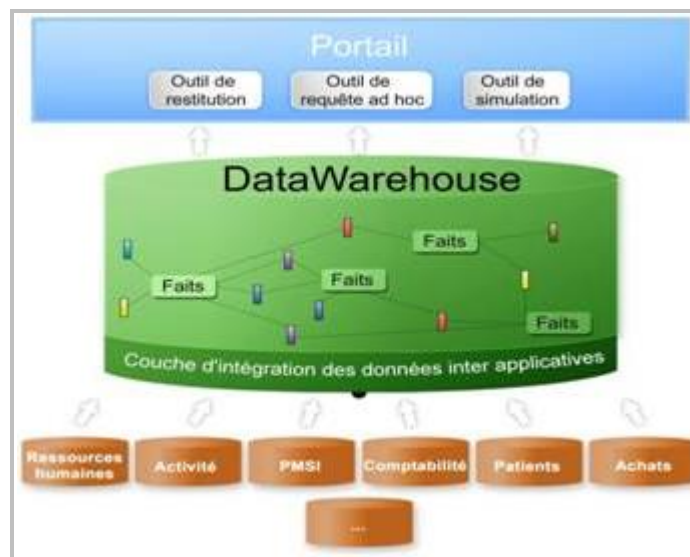 Portail
Outil de
restitution
Outil de
requête ad hoc
Outil de
simulation
DataWarehouse
Faits
Faits
Faits
Faits
Couche d'intégration des données inter applicatives
Ressources
humaines
Activité
PMSI
Comptabilité
Patients
Achats
...